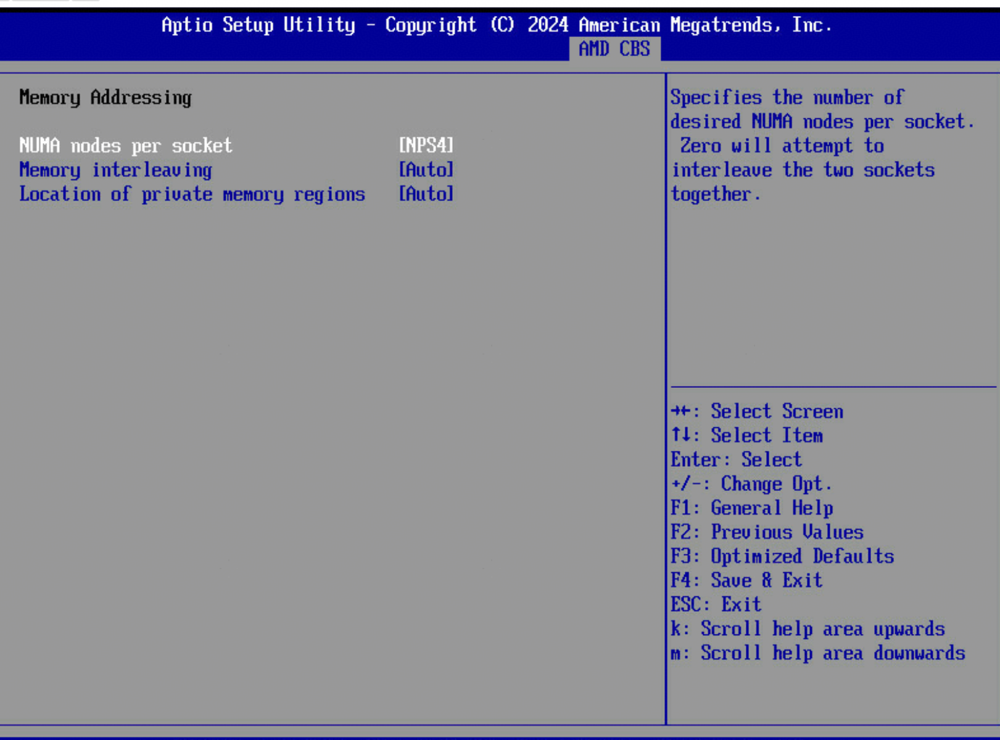 Aptio Setup Utility - Copyright (C) 2024 American Megatrends, Inc.
AMD CBS
Memory Addressing
NUMA nodes per socket [NPS4]
Memory interleaving [Auto]
Location of private memory regions [Auto]
Specifies the number of
desired NUMA nodes per socket.
Zero will attempt to
interleave the two sockets
together.
→←: Select Screen
↑↓: Select Item
Enter: Select
+/-: Change Opt.
F1: General Help
F2: Previous Values
F3: Optimized Defaults
F4: Save & Exit
ESC: Exit
k: Scroll help area upwards
m: Scroll help area downwards